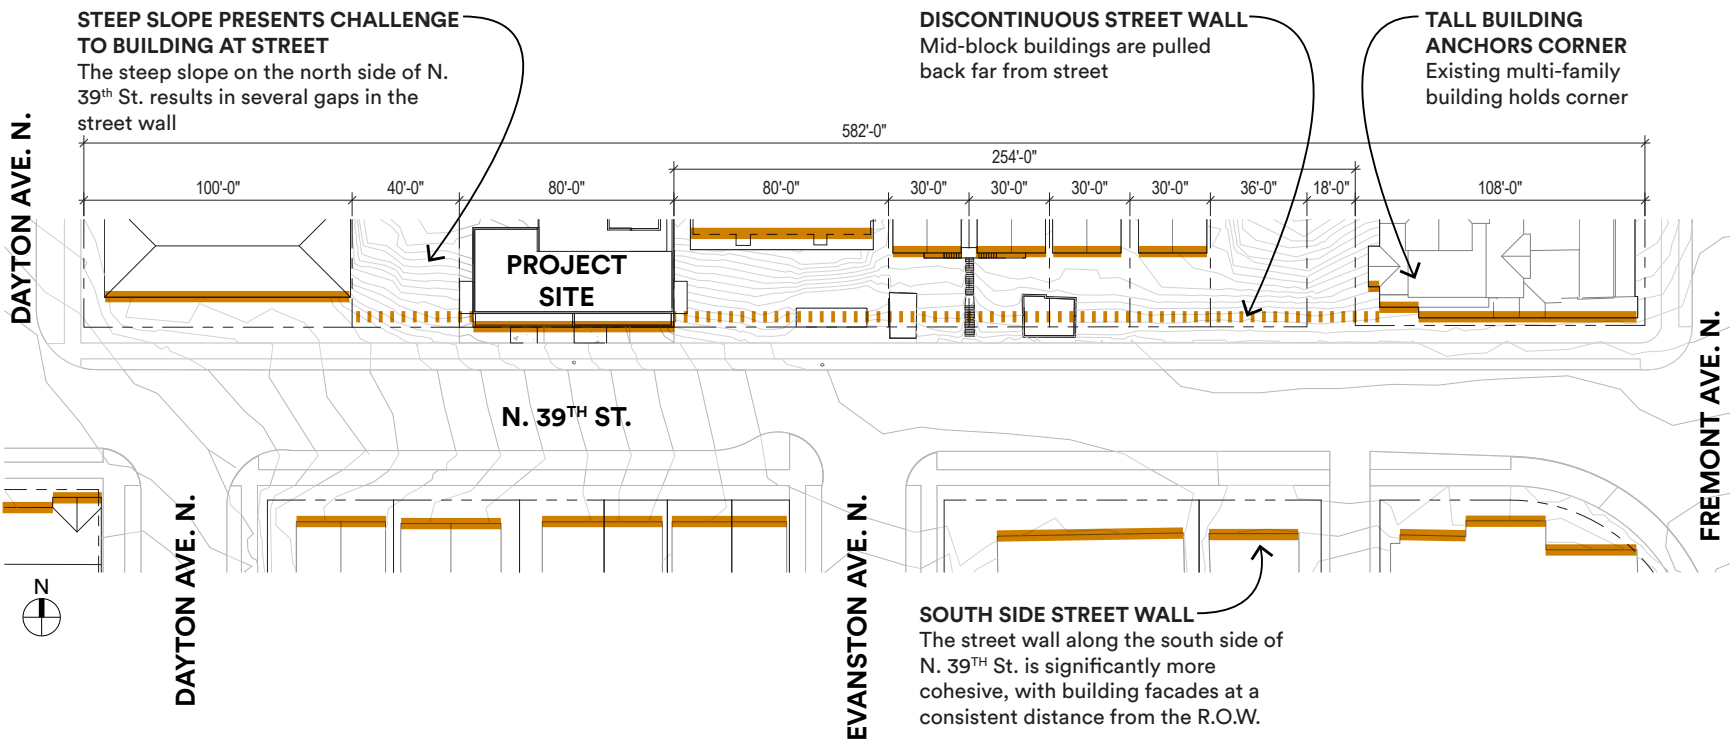 STEEP SLOPE PRESENTS CHALLENGE
TO BUILDING AT STREET
The steep slope on the north side of N.
39th St. results in several gaps in the
street wall
DISCONTINUOUS STREET WALL
Mid-block buildings are pulled
back far from street
TALL BUILDING
ANCHORS CORNER
Existing multi-family
building holds corner
DAYTON AVE. N.
582'-0"
254'-0"
100'-0"
40'-0"
80'-0"
80'-0"
30'-0"
30'-0"
30'-0"
30'-0"
36'-0"
18'-0"
108'-0"
PROJECT
SITE
N. 39TH ST.
FREMONT AVE. N.
DAYTON AVE. N.
EVANSTON AVE. N.
N
SOUTH SIDE STREET WALL
The street wall along the south side of
N. 39TH St. is significantly more
cohesive, with building facades at a
consistent distance from the R.O.W.